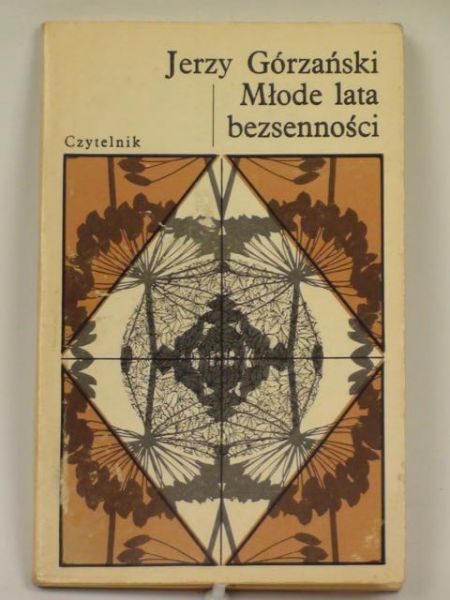 Jerzy Górzański
Młode lata
bezsenności
Czytelnik